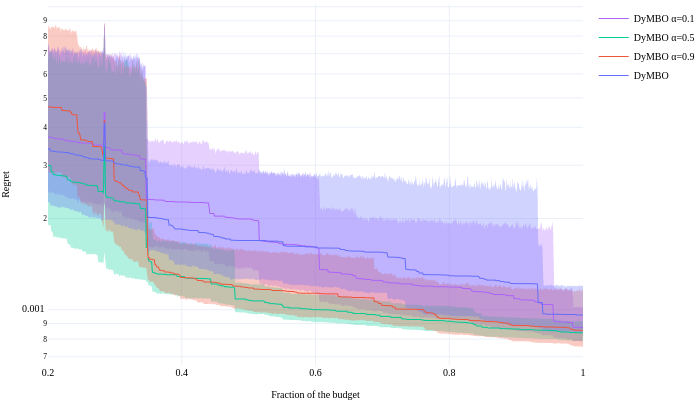 DyMBO α=0.1
DyMBO α=0.5
DyMBO α=0.9
DyMBO
9
8
7
6
5
4
3
2
0.001
9
8
7
Regret
0.2
0.4
0.6
0.8
1
Fraction of the budget